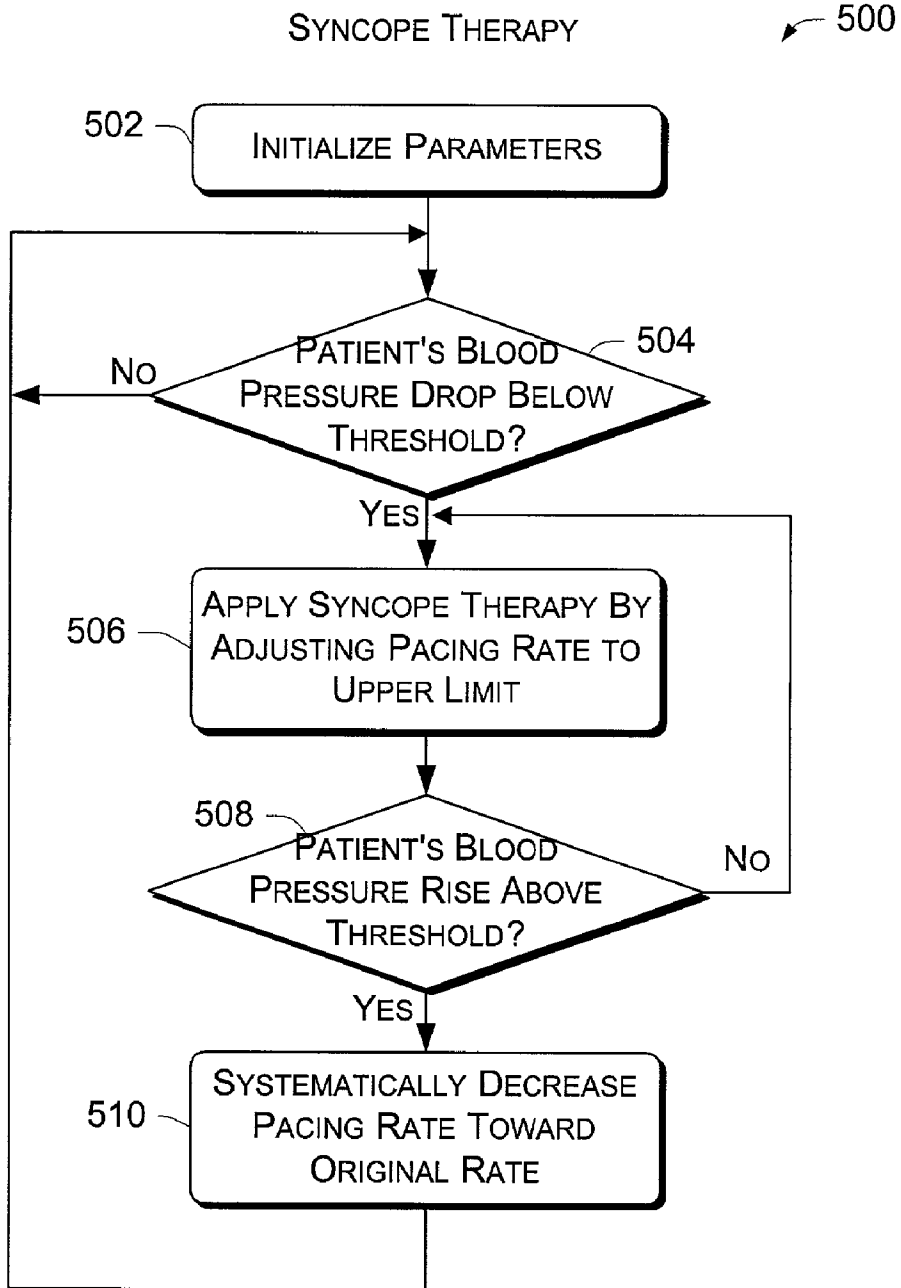 SYNCOPE THERAPY
500
502
INITIALIZE PARAMETERS
504
PATIENT'S BLOOD
PRESSURE DROP BELOW
THRESHOLD?
NO
YES
506
APPLY SYNCOPE THERAPY BY
ADJUSTING PACING RATE TO
UPPER LIMIT
508
PATIENT'S BLOOD
PRESSURE RISE ABOVE
THRESHOLD?
NO
YES
510
SYSTEMATICALLY DECREASE
PACING RATE TOWARD
ORIGINAL RATE